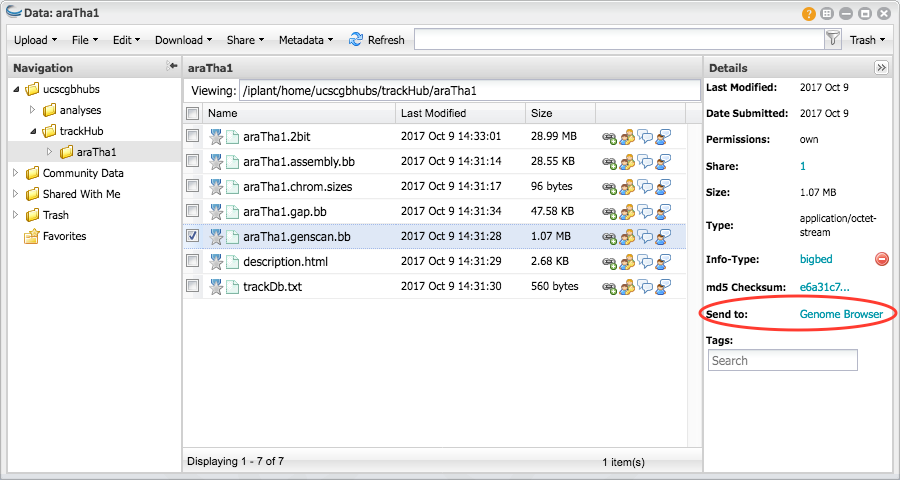 Data: araTha1
Upload File Edit Download Share Metadata Refresh Trash
Navigation
ucscgbhubs
analyses
trackHub
araTha1
Community Data
Shared With Me
Trash
Favorites
araTha1
Viewing: /iplant/home/ucscgbhubs/trackHub/araTha1
Name Last Modified Size
araTha1.2bit 2017 Oct 9 14:33:01 28.99 MB
araTha1.assembly.bb 2017 Oct 9 14:31:14 28.55 KB
araTha1.chrom.sizes 2017 Oct 9 14:31:17 96 bytes
araTha1.gap.bb 2017 Oct 9 14:31:34 47.58 KB
araTha1.genscan.bb 2017 Oct 9 14:31:28 1.07 MB
description.html 2017 Oct 9 14:31:29 2.68 KB
trackDb.txt 2017 Oct 9 14:31:30 560 bytes
Displaying 1 - 7 of 7 1 item(s)
Details
Last Modified: 2017 Oct 9
Date Submitted: 2017 Oct 9
Permissions: own
Share: 1
Size: 1.07 MB
Type: application/octet-
stream
Info-Type: bigbed
md5 Checksum: e6a31c7...
Send to: Genome Browser
Tags:
Search